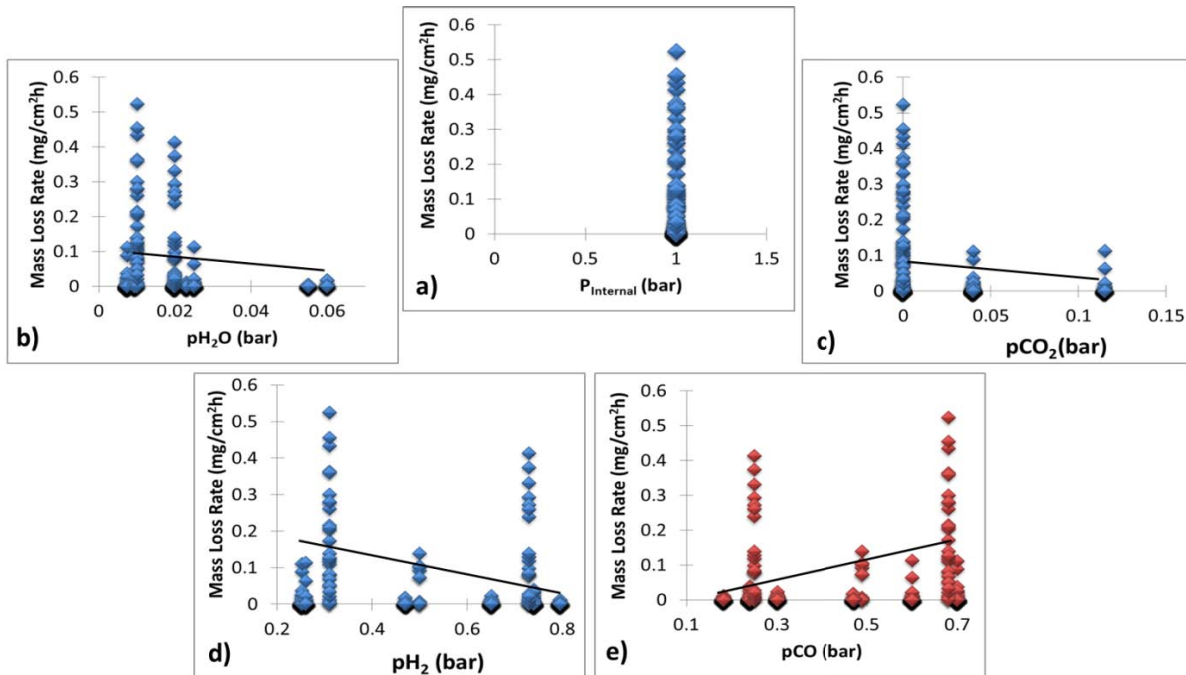 0.6
0.5
0.4
0.3
0.2
0.1
0
0 0.5 1 1.5
Mass Loss Rate (mg/cm²h)
P_Internal (bar)
a)
0.6
0.5
0.4
0.3
0.2
0.1
0
0 0.02 0.04 0.06
Mass Loss Rate (mg/cm²h)
pH₂O (bar)
b)
0.6
0.5
0.4
0.3
0.2
0.1
0
0 0.05 0.1 0.15
Mass Loss Rate (mg/cm²h)
pCO₂(bar)
c)
0.6
0.5
0.4
0.3
0.2
0.1
0
0.2 0.4 0.6 0.8
Mass Loss Rate (mg/cm²h)
pH₂ (bar)
d)
0.6
0.5
0.4
0.3
0.2
0.1
0
0.1 0.3 0.5 0.7
Mass Loss Rate (mg/cm²h)
pCO (bar)
e)